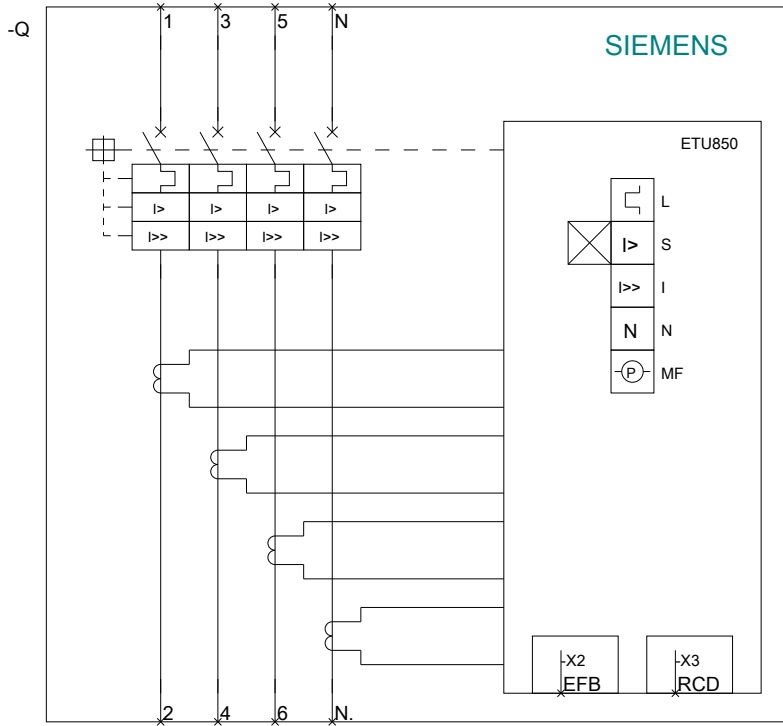 1 3 5 N
-Q
SIEMENS
ETU850
L
I> I> I> I>
I>> I>> I>> I>>
I> S
I>> I
N N
P MF
-X2
EFB
-X3
RCD
2 4 6 N.